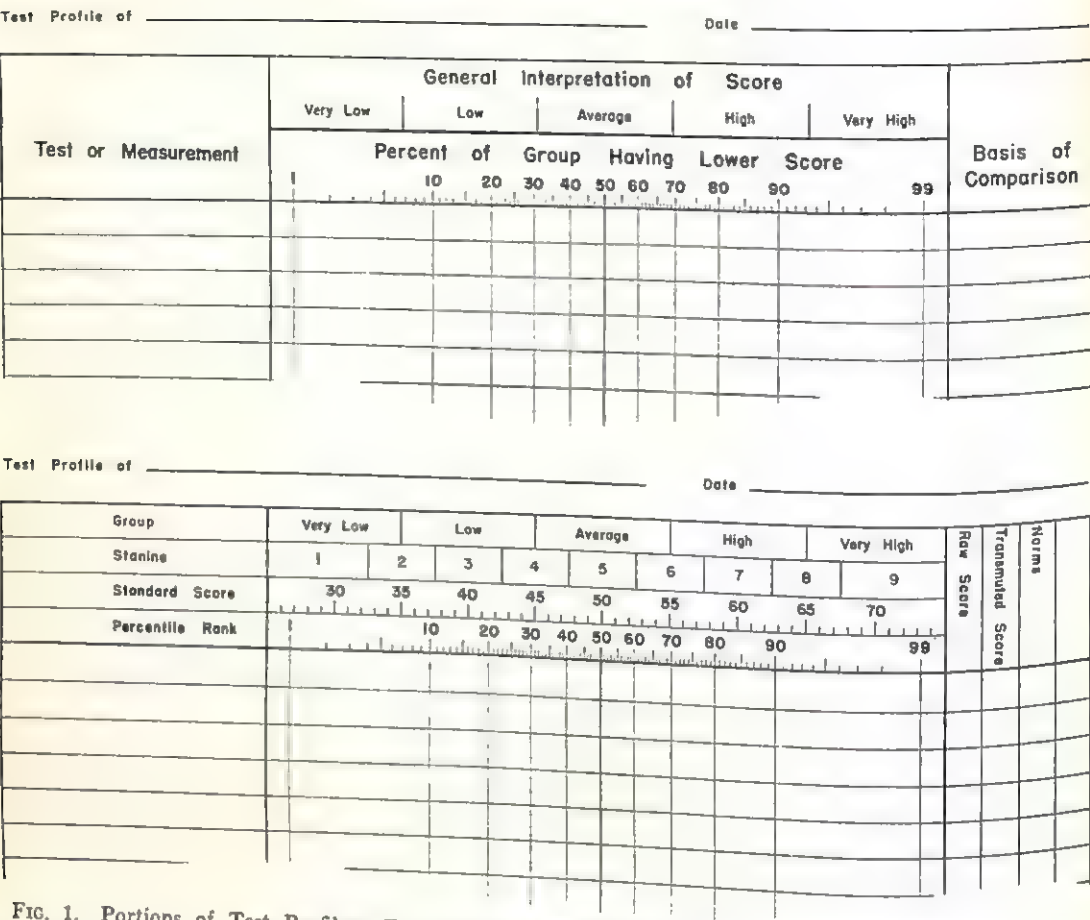 Test Profile of
Date
General Interpretation of Score
Very Low Low Average High Very High
Test or Measurement
Percent of Group Having Lower Score
Basis of Comparison
1 10 20 30 40 50 60 70 80 90 99
Test Profile of
Date
Group Very Low Low Average High Very High
Stanine 1 2 3 4 5 6 7 8 9
Standard Score 30 35 40 45 50 55 60 65 70
Percentile Rank 1 10 20 30 40 50 60 70 80 90 99
Raw Score
Transmuted Score
Norms
FIG. 1. Portions of Test